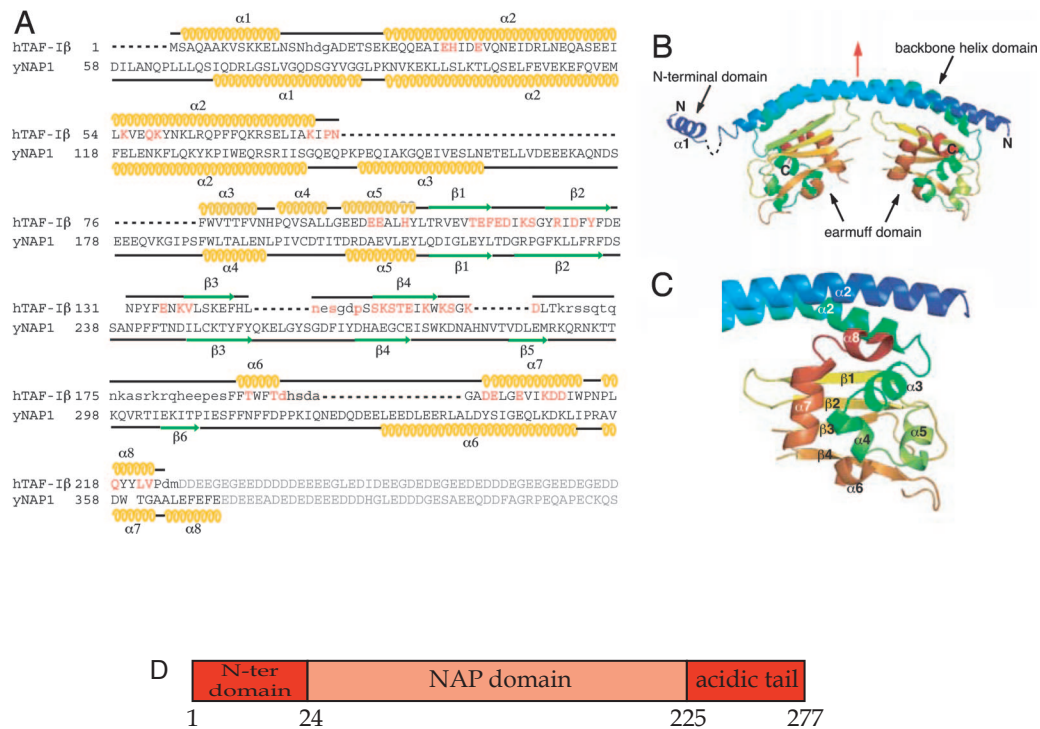 A
α1 α2
hTAF-Iβ 1 ----------MSAQAAKVSKKELNSNhdgADETSEKEQQEAIEHIDEVQNEIDRLNEQASEEI
yNAP1 58 DILANQPLLLQSIQDRLGSLVGQDSGYVGGLPKNVKEKLLSLKTLQSELFEVEKEFQVEM
α1 α2
α2
hTAF-Iβ 54 LKVEQKYNKLRQPFFQKRSELIAKIPN
yNAP1 118 FELENKFLQKYKPIWEQRSRIISGQEQPKPEQIAKGQEIVESLNETELLVDEEEKAQNDS
α2 α3
α3 α4 α5 β1 β2
hTAF-Iβ 76 FWVTTFVNHPQVSALLGEEDEEALHYLTRVEVTEFEDIKSGYRIDFYFDE
yNAP1 178 EEEQVKGIPSFWLTALENLPIVCDTITDRDAEVLEYLQDIGLEYLTDGRPGFKLLFRFDS
α4 α5 β1 β2
β3 β4
hTAF-Iβ 131 NPYFENKVLSKEFHL-------nesgdpSSKSTEIKWKSGK-------DLTkrssqtq
yNAP1 238 SANPFFTNDILCKTYFYQKELGYSGDFIYDHAEGCEISWKDNAHNVTVDLEMRKQRNKTT
β3 β4 β5
α6 α7
hTAF-Iβ 175 nkasrkrqheepesFFTWFTdhsda----------------GADELGEVIKDDIWPNPL
yNAP1 298 KQVRTIEKITPIESFFNFFDPPKIQNEDQDEELEEDLEERLALDYSIGEQLKDKLIPRAV
β6 α6
α8
hTAF-Iβ 218 QYYLVPdmDDEEGEGEEDDDDDEEEEGLEDIDEEGDEDEGEEDEDDDEGEEGEEDEGEDD
yNAP1 358 DW TGAALEFEFEEDEEEADEDEDEEEDDDHGLEDDDGESAEEQDDFAGRPEQAPECKQS
α7 α8
B
N-terminal domain
backbone helix domain
N
α1
N
C
C
earmuff domain
C
α2
α2
α8
β1
α3
α7
β2
β3
α5
α4
β4
α6
D
N-ter domain
NAP domain
acidic tail
1 24 225 277